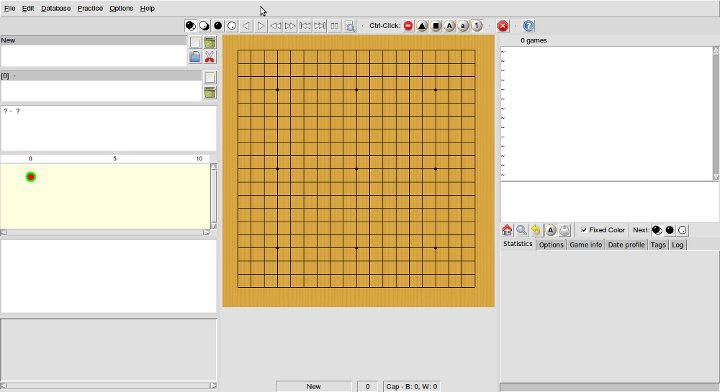 File Edit Database Practice Options Help
Ctrl-Click: A a 1
New
0 games
[0] -
? - ?
0 5 10
Fixed Color Next:
A
Statistics Options Game info Date profile Tags Log
New 0 Cap - B: 0, W: 0